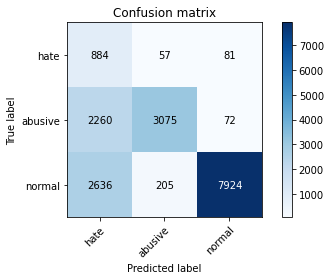 Confusion matrix
hate 884 57 81
abusive 2260 3075 72
normal 2636 205 7924
hate abusive normal
True label
Predicted label
7000
6000
5000
4000
3000
2000
1000